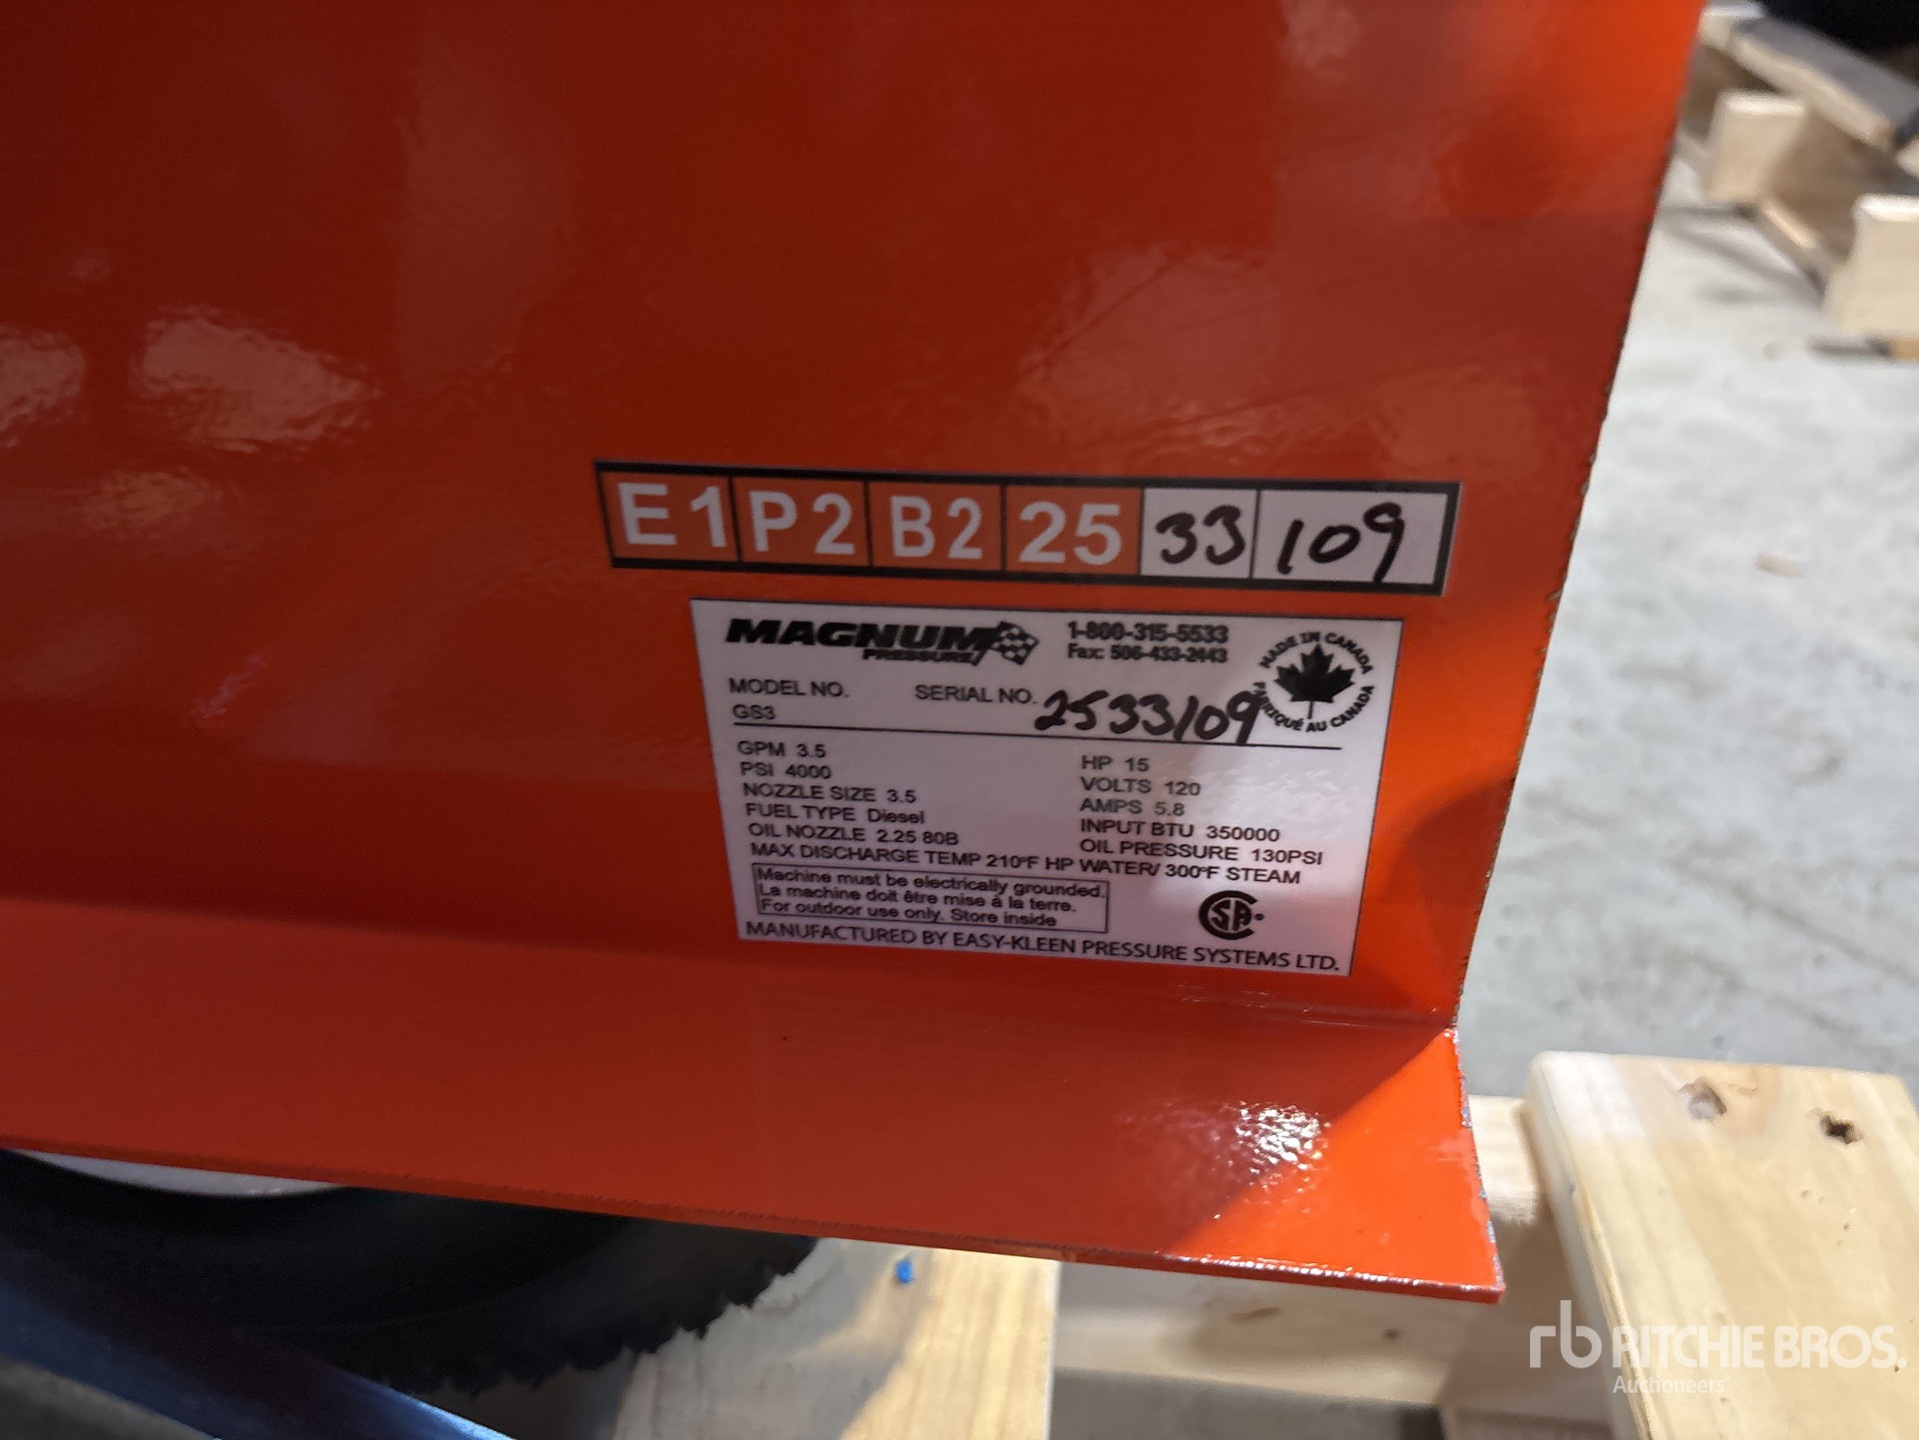 E1 P2 B2 25 33 109
MAGNUM PRESSURE
1-800-315-5533
Fax: 506-433-2443
MADE IN CANADA
FABRIQUÉ AU CANADA
MODEL NO. SERIAL NO. 2533109
GS3
GPM 3.5 HP 15
PSI 4000 VOLTS 120
NOZZLE SIZE 3.5 AMPS 5.8
FUEL TYPE Diesel INPUT BTU 350000
OIL NOZZLE 2.25 80B OIL PRESSURE 130PSI
MAX DISCHARGE TEMP 210°F HP WATER/ 300°F STEAM
Machine must be electrically grounded.
La machine doit être mise à la terre.
For outdoor use only. Store inside
CSA
MANUFACTURED BY EASY-KLEEN PRESSURE SYSTEMS LTD.
rb RITCHIE BROS.
Auctioneers